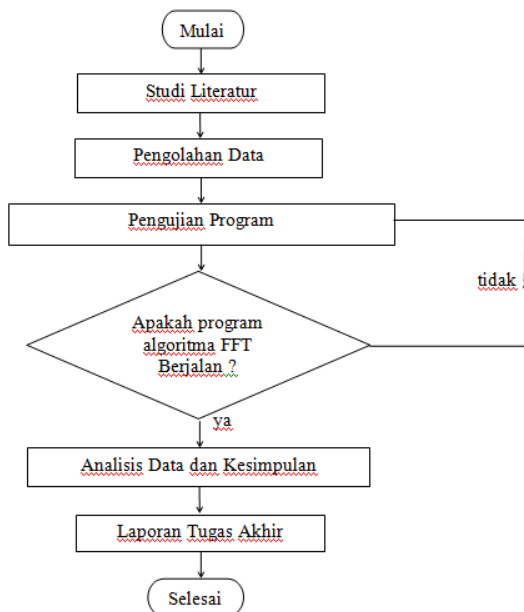 Mulai
Studi Literatur
Pengolahan Data
Pengujian Program
tidak
Apakah program
algoritma FFT
Berjalan ?
ya
Analisis Data dan Kesimpulan
Laporan Tugas Akhir
Selesai